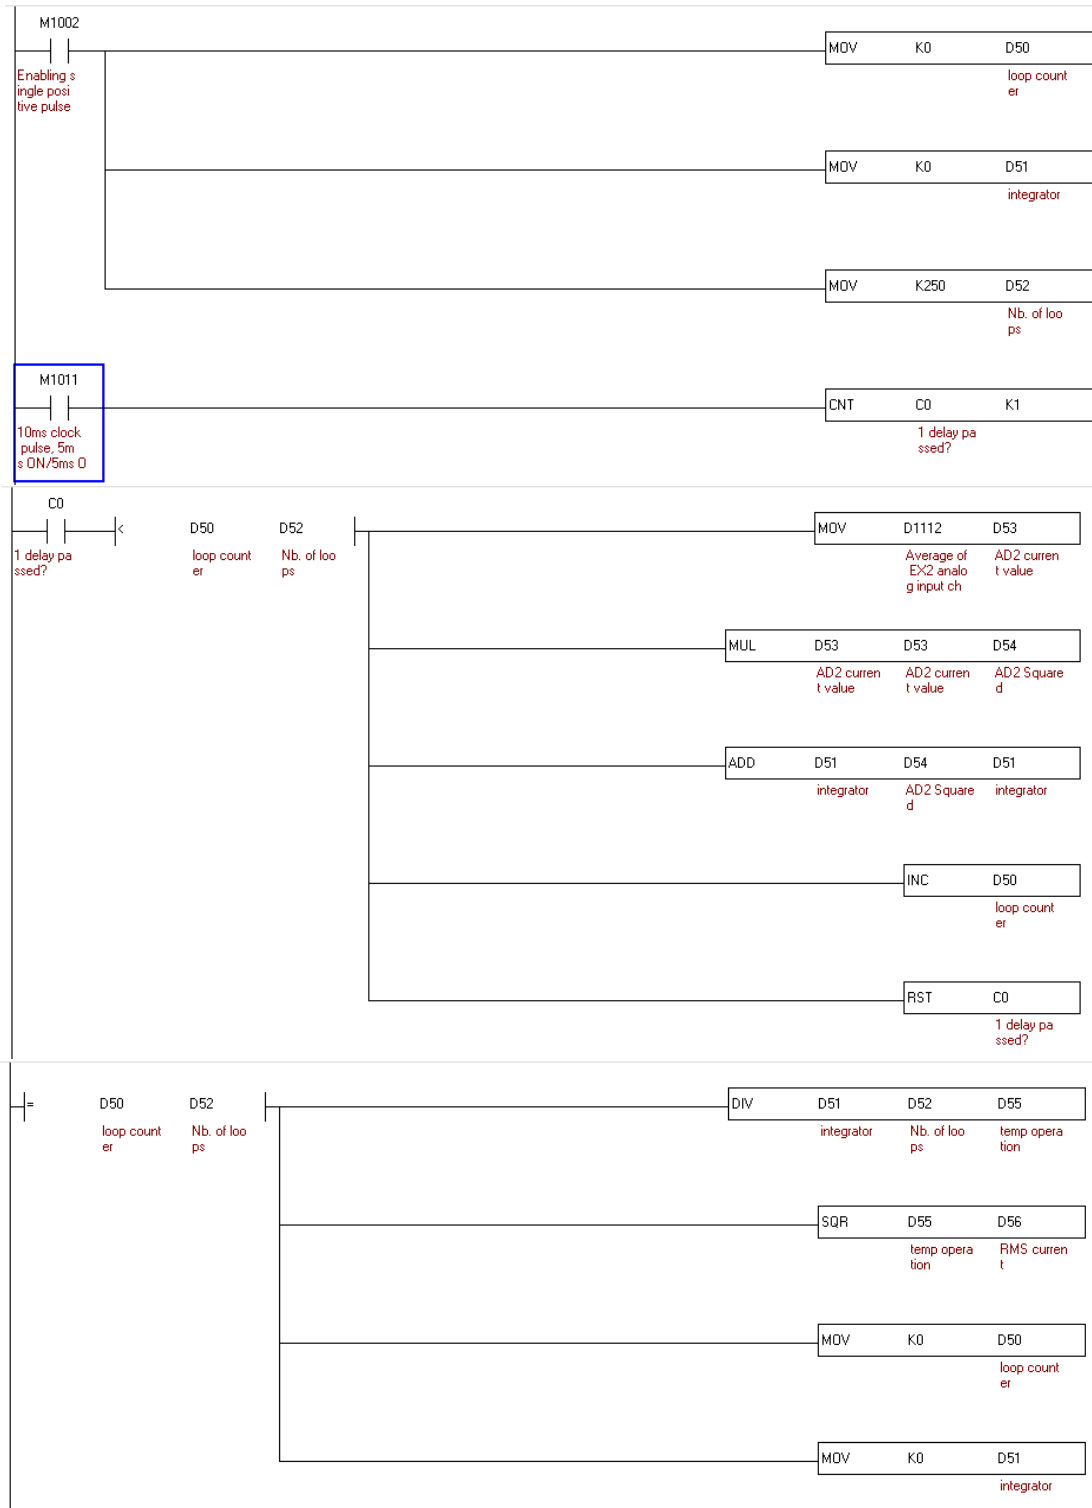 M1002
MOV K0 D50
Enabling s
ingle posi
tive pulse
loop count
er
MOV K0 D51
integrator
MOV K250 D52
Nb. of loo
ps
M1011
CNT C0 K1
10ms clock
pulse, 5m
s ON/5ms O
1 delay pa
ssed?
C0
< D50 D52
MOV D1112 D53
1 delay pa
ssed?
loop count
er
Nb. of loo
ps
Average of
EX2 analo
g input ch
AD2 curren
t value
MUL D53 D53 D54
AD2 curren
t value
AD2 curren
t value
AD2 Square
d
ADD D51 D54 D51
integrator
AD2 Square
d
integrator
INC D50
loop count
er
RST C0
1 delay pa
ssed?
= D50 D52
DIV D51 D52 D55
loop count
er
Nb. of loo
ps
integrator
Nb. of loo
ps
temp opera
tion
SQR D55 D56
temp opera
tion
RMS curren
t
MOV K0 D50
loop count
er
MOV K0 D51
integrator